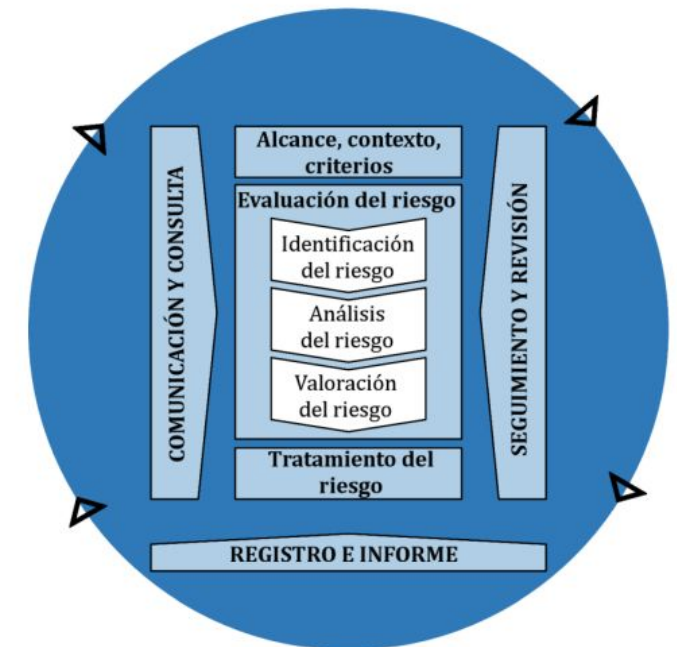 Alcance, contexto,
criterios
Evaluación del riesgo
Identificación
del riesgo
Análisis
del riesgo
Valoración
del riesgo
Tratamiento del
riesgo
COMUNICACIÓN Y CONSULTA
SEGUIMIENTO Y REVISIÓN
REGISTRO E INFORME